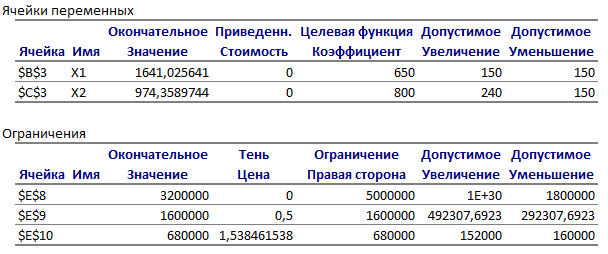 Ячейки переменных
Окончательное Приведенн. Целевая функция Допустимое Допустимое
Ячейка Имя Значение Стоимость Коэффициент Увеличение Уменьшение
$B$3 X1 1641,025641 0 650 150 150
$C$3 X2 974,3589744 0 800 240 150
Ограничения
Окончательное Тень Ограничение Допустимое Допустимое
Ячейка Имя Значение Цена Правая сторона Увеличение Уменьшение
$E$8 3200000 0 5000000 1E+30 1800000
$E$9 1600000 0,5 1600000 492307,6923 292307,6923
$E$10 680000 1,538461538 680000 152000 160000